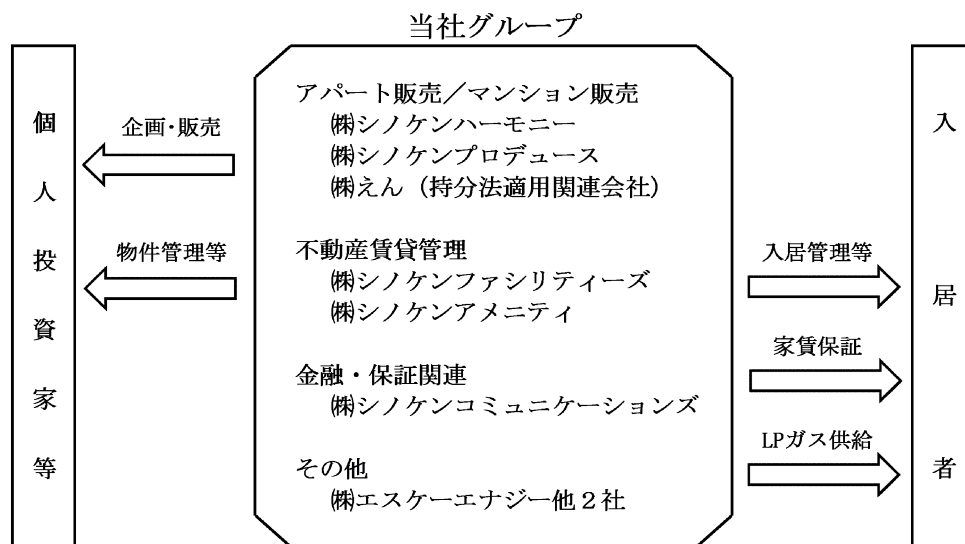 当社グループ
個人投資家等
企画・販売
物件管理等
アパート販売／マンション販売
㈱シノケンハーモニー
㈱シノケンプロデュース
㈱えん（持分法適用関連会社）
不動産賃貸管理
㈱シノケンファシリティーズ
㈱シノケンアメニティ
金融・保証関連
㈱シノケンコミュニケーションズ
その他
㈱エスケーエナジー他２社
入居管理等
家賃保証
LPガス供給
入居者